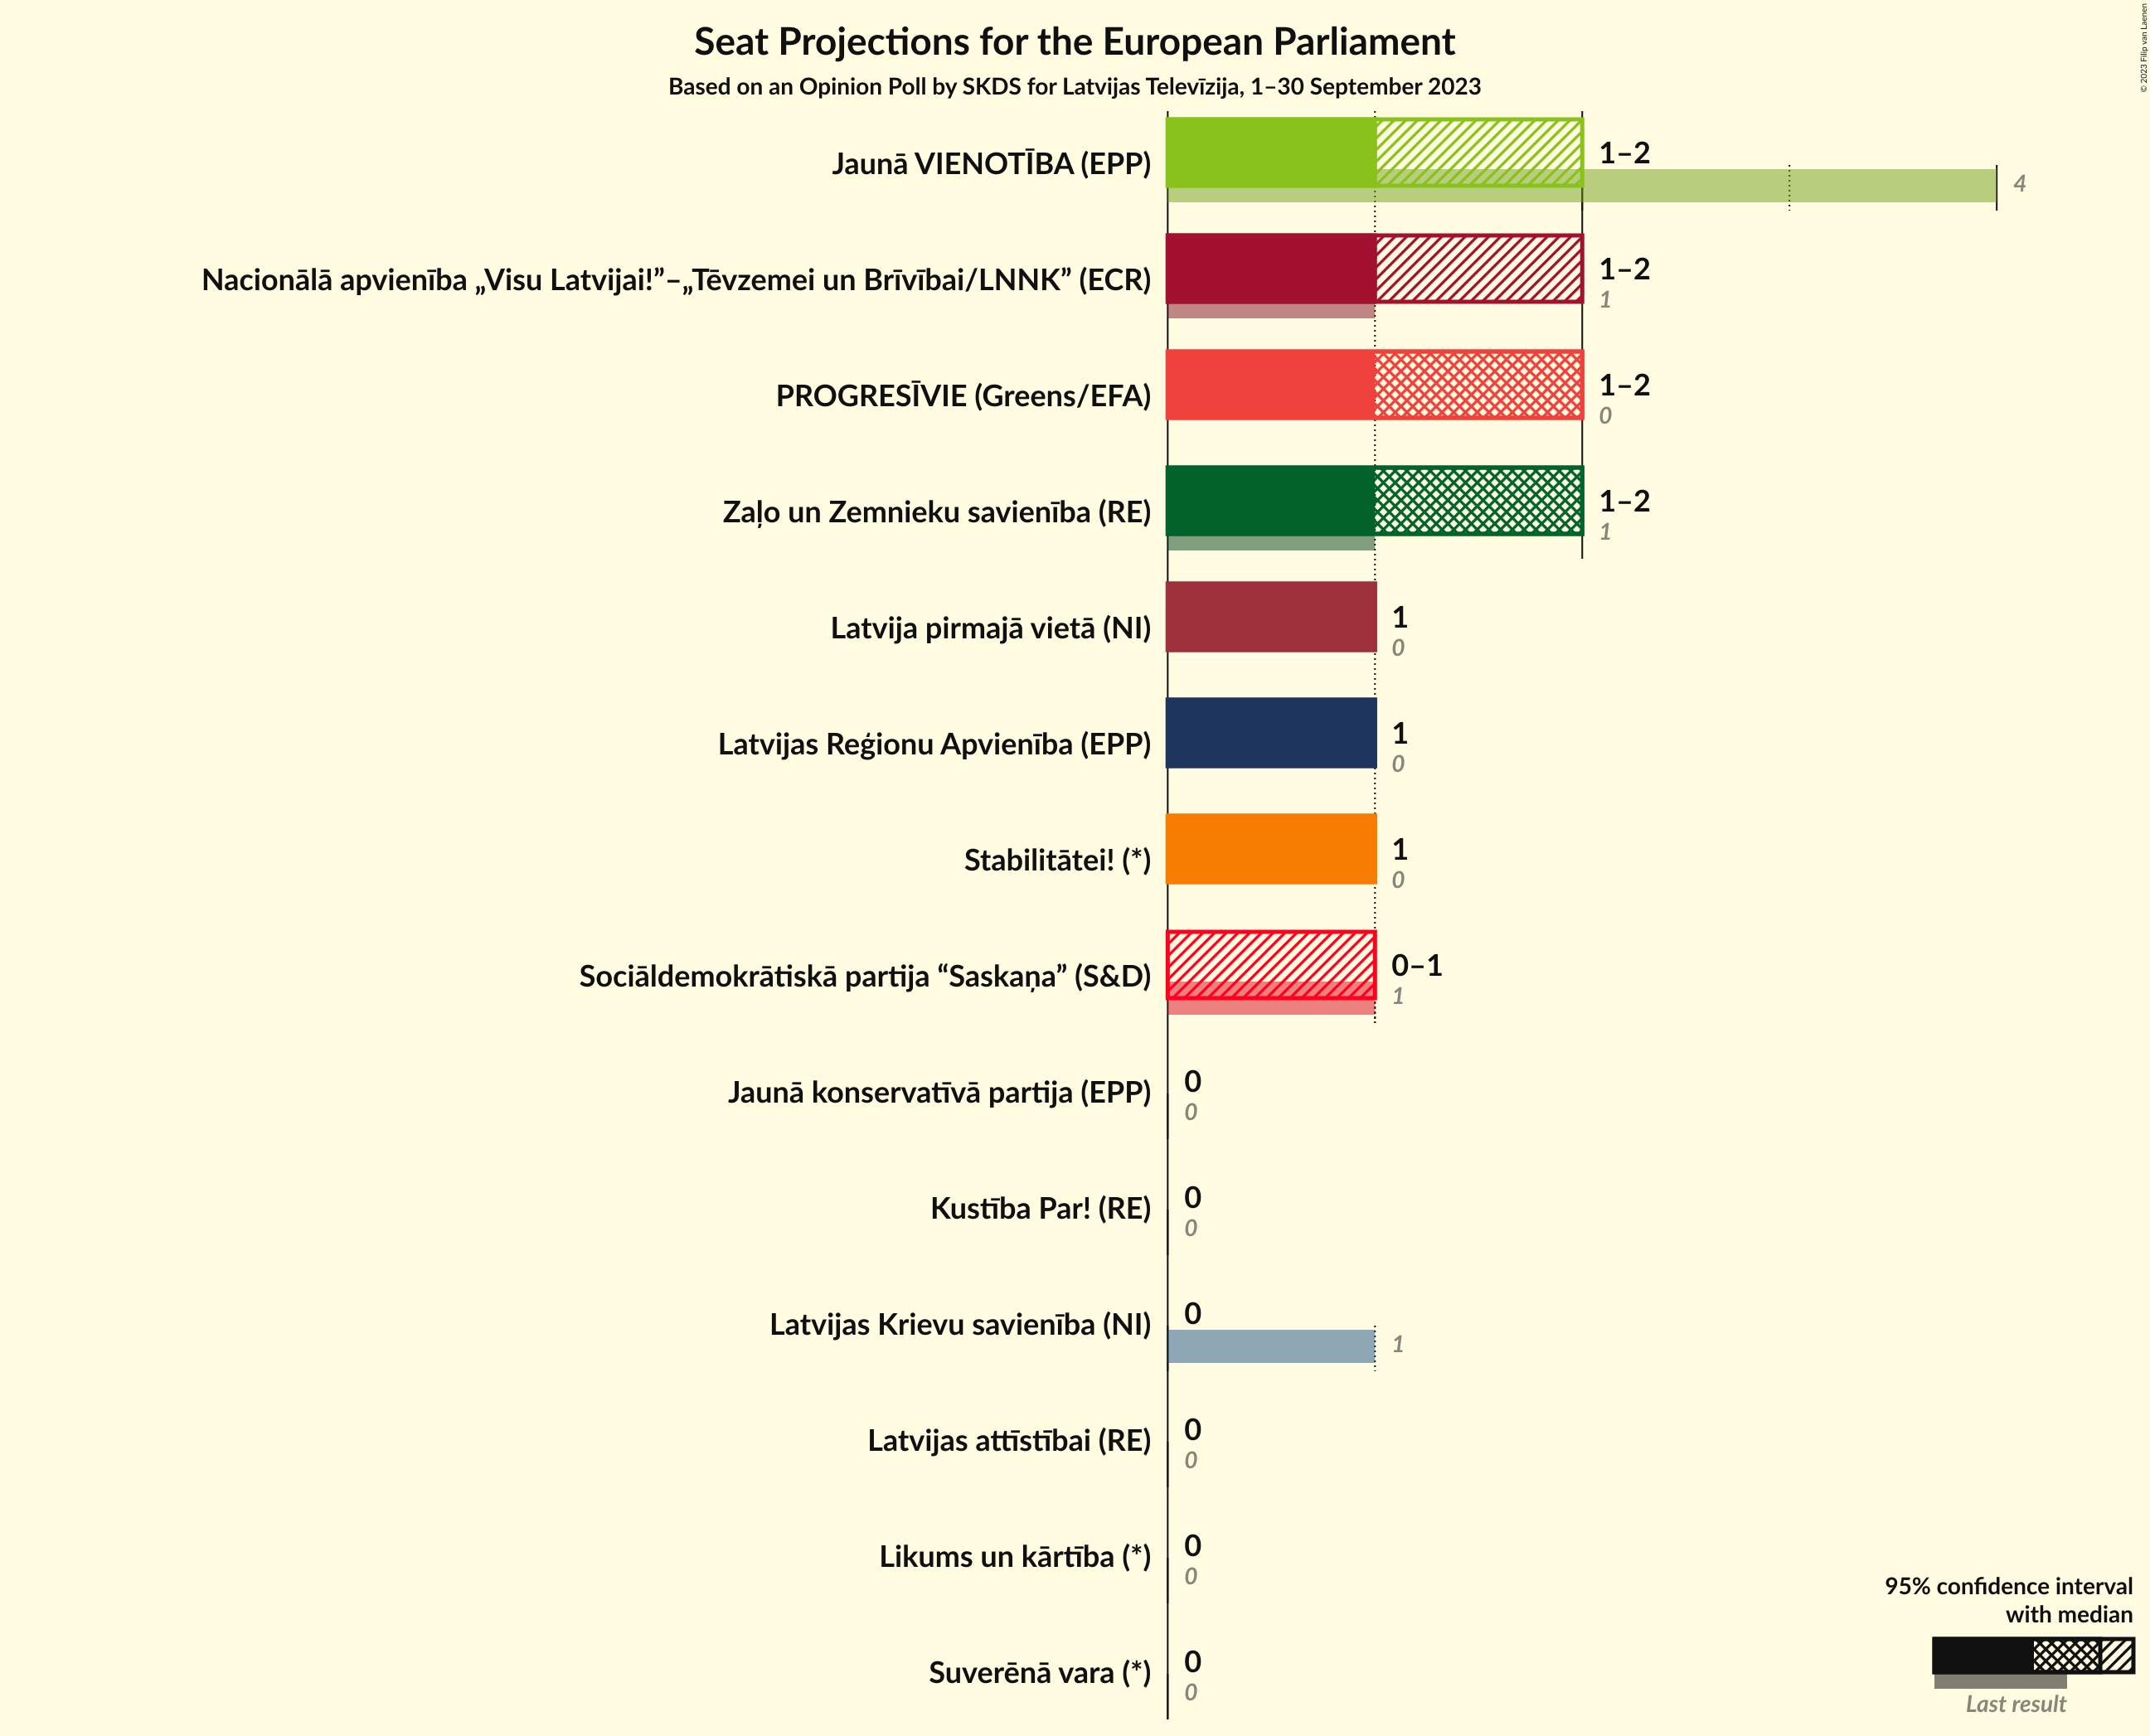 Seat Projections for the European Parliament
Based on an Opinion Poll by SKDS for Latvijas Televīzija, 1–30 September 2023
© 2023 Filip van Laenen
Jaunā VIENOTĪBA (EPP)
1–2
4
Nacionālā apvienība „Visu Latvijai!”–„Tēvzemei un Brīvībai/LNNK” (ECR)
1–2
1
PROGRESĪVIE (Greens/EFA)
1–2
0
Zaļo un Zemnieku savienība (RE)
1–2
1
Latvija pirmajā vietā (NI)
1
0
Latvijas Reģionu Apvienība (EPP)
1
0
Stabilitātei! (*)
1
0
Sociāldemokrātiskā partija “Saskaņa” (S&D)
0–1
1
Jaunā konservatīvā partija (EPP)
0
0
Kustība Par! (RE)
0
0
Latvijas Krievu savienība (NI)
0
1
Latvijas attīstībai (RE)
0
0
Likums un kārtība (*)
0
0
Suverēnā vara (*)
0
0
95% confidence interval
with median
Last result